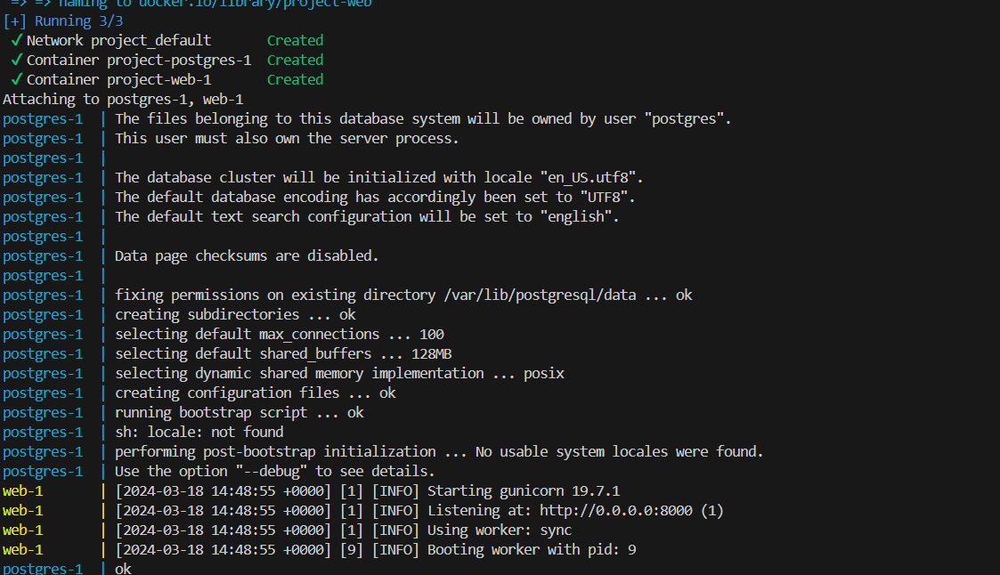 => => naming to docker.io/library/project-web
[+] Running 3/3
✓ Network project_default Created
✓ Container project-postgres-1 Created
✓ Container project-web-1 Created
Attaching to postgres-1, web-1
postgres-1 | The files belonging to this database system will be owned by user "postgres".
postgres-1 | This user must also own the server process.
postgres-1 |
postgres-1 | The database cluster will be initialized with locale "en_US.utf8".
postgres-1 | The default database encoding has accordingly been set to "UTF8".
postgres-1 | The default text search configuration will be set to "english".
postgres-1 |
postgres-1 | Data page checksums are disabled.
postgres-1 |
postgres-1 | fixing permissions on existing directory /var/lib/postgresql/data ... ok
postgres-1 | creating subdirectories ... ok
postgres-1 | selecting default max_connections ... 100
postgres-1 | selecting default shared_buffers ... 128MB
postgres-1 | selecting dynamic shared memory implementation ... posix
postgres-1 | creating configuration files ... ok
postgres-1 | running bootstrap script ... ok
postgres-1 | sh: locale: not found
postgres-1 | performing post-bootstrap initialization ... No usable system locales were found.
postgres-1 | Use the option "--debug" to see details.
web-1 | [2024-03-18 14:48:55 +0000] [1] [INFO] Starting gunicorn 19.7.1
web-1 | [2024-03-18 14:48:55 +0000] [1] [INFO] Listening at: http://0.0.0.0:8000 (1)
web-1 | [2024-03-18 14:48:55 +0000] [1] [INFO] Using worker: sync
web-1 | [2024-03-18 14:48:55 +0000] [9] [INFO] Booting worker with pid: 9
postgres-1 | ok